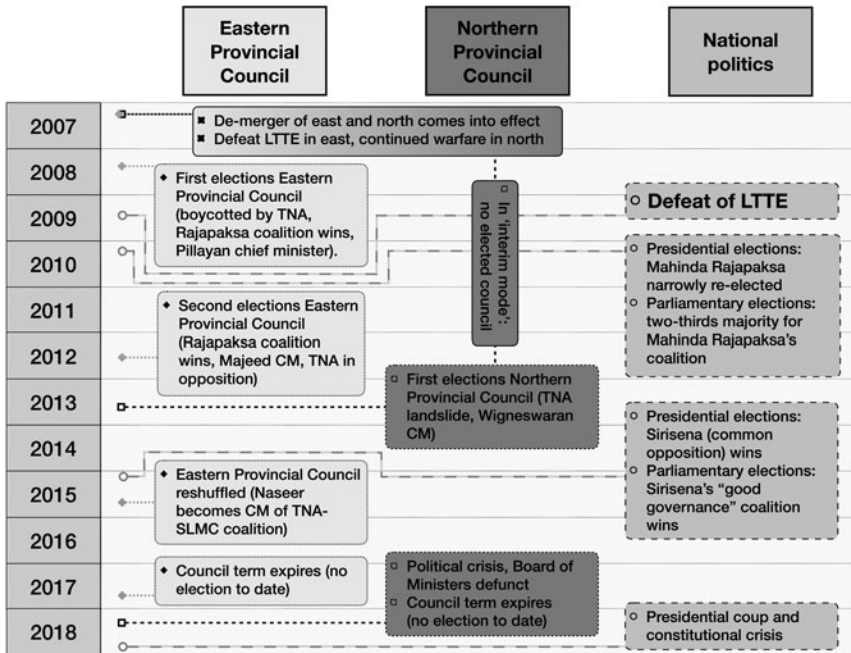 Eastern
Provincial
Council
Northern
Provincial
Council
National
politics
2007
De-merger of east and north comes into effect
Defeat LTTE in east, continued warfare in north
2008
First elections Eastern
Provincial Council
(boycotted by TNA,
Rajapaksa coalition wins,
Pillayan chief minister).
In ‘interim mode’:
no elected council
2009
Defeat of LTTE
2010
Presidential elections:
Mahinda Rajapaksa
narrowly re-elected
Parliamentary elections:
two-thirds majority for
Mahinda Rajapaksa’s
coalition
2011
Second elections Eastern
Provincial Council
(Rajapaksa coalition
wins, Majeed CM, TNA in
opposition)
2012
2013
First elections Northern
Provincial Council (TNA
landslide, Wigneswaran
CM)
2014
Presidential elections:
Sirisena (common
opposition) wins
Parliamentary elections:
Sirisena’s “good
governance” coalition
wins
2015
Eastern Provincial Council
reshuffled (Naseer
becomes CM of TNA-
SLMC coalition)
2016
2017
Council term expires (no
election to date)
Political crisis, Board of
Ministers defunct
Council term expires
(no election to date)
2018
Presidential coup and
constitutional crisis